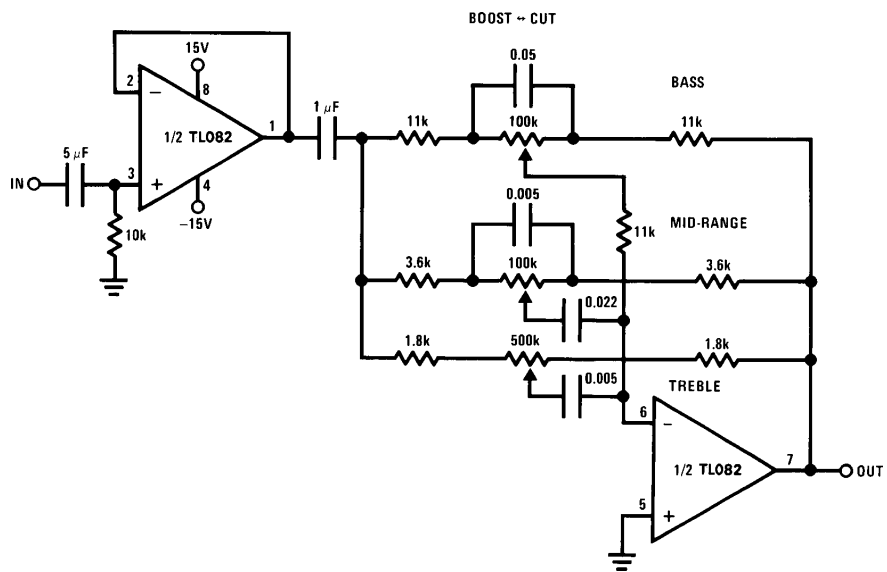 BOOST ↔ CUT
15V
0.05
BASS
2
8
1 μF
11k
100k
11k
1/2 TL082
1
5 μF
IN
3
4
-15V
10k
0.005
11k
MID-RANGE
3.6k
100k
3.6k
0.022
1.8k
500k
1.8k
0.005
TREBLE
6
1/2 TL082
7
OUT
5